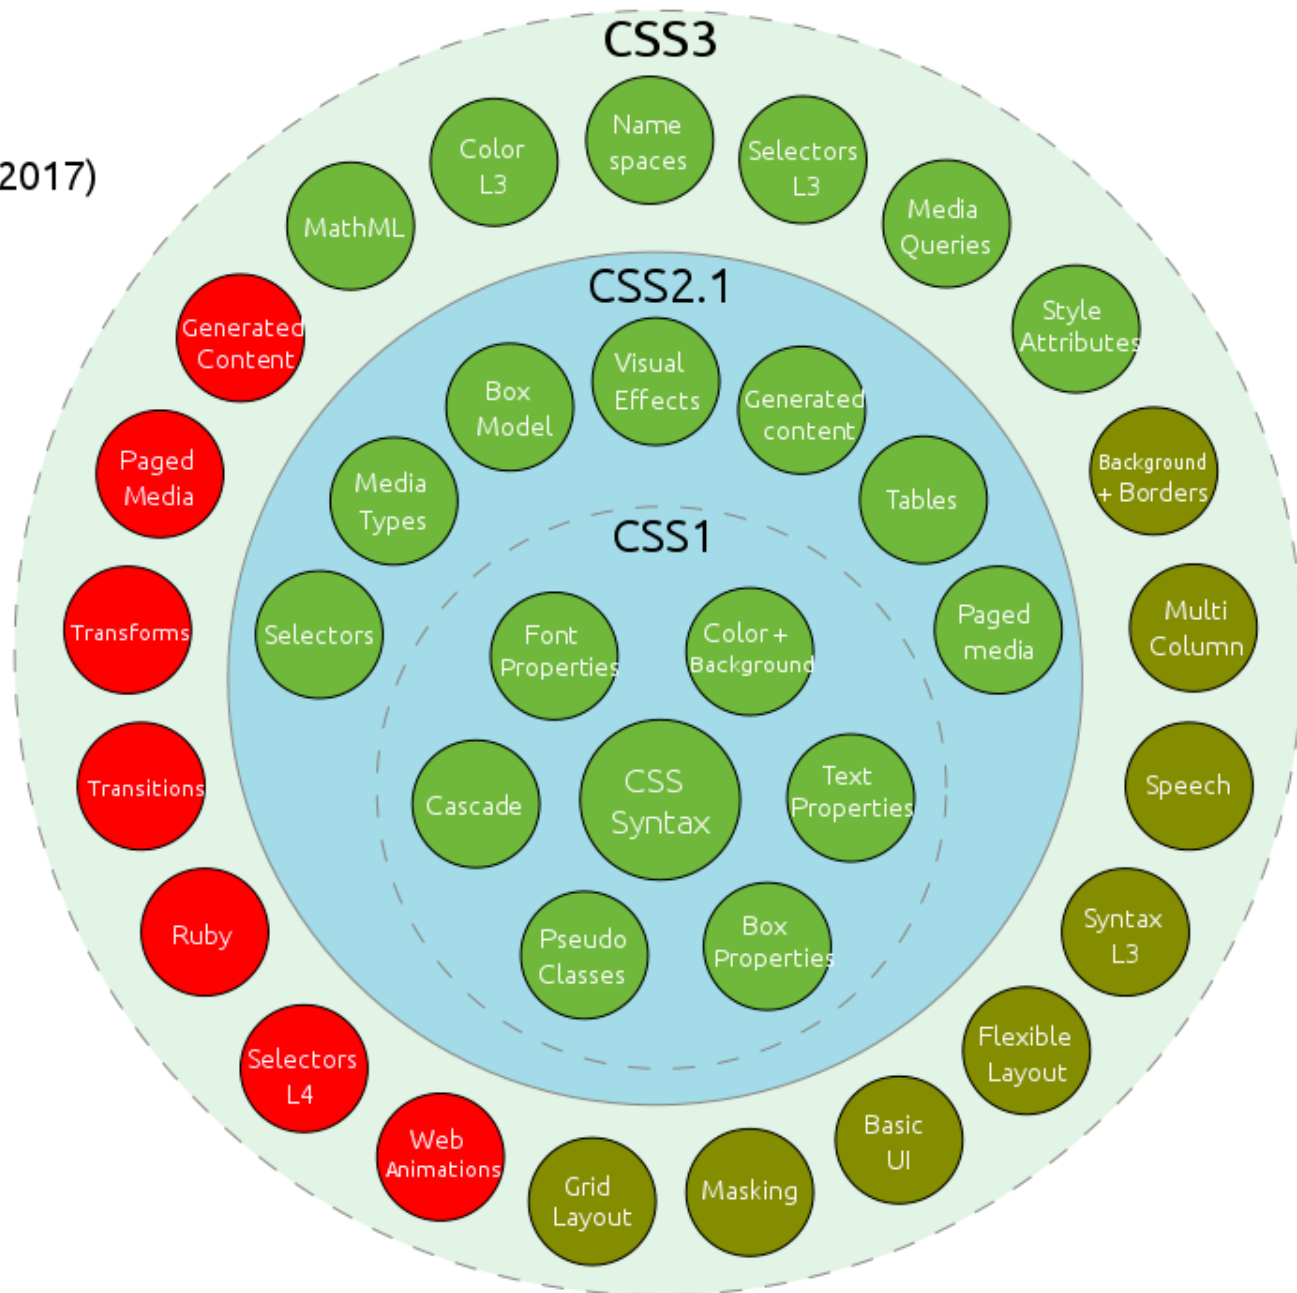 CSS3
2017)
Name
spaces
Color
L3
Selectors
L3
MathML
Media
Queries
Generated
Content
Style
Attributes
Paged
Media
Background
+ Borders
Transforms
Multi
Column
Transitions
Speech
Ruby
Syntax
L3
Selectors
L4
Flexible
Layout
Web
Animations
Basic
UI
Grid
Layout
Masking
CSS2.1
Visual
Effects
Box
Model
Generated
content
Media
Types
Tables
Selectors
Paged
media
CSS1
Font
Properties
Color +
Background
Cascade
CSS
Syntax
Text
Properties
Pseudo
Classes
Box
Properties